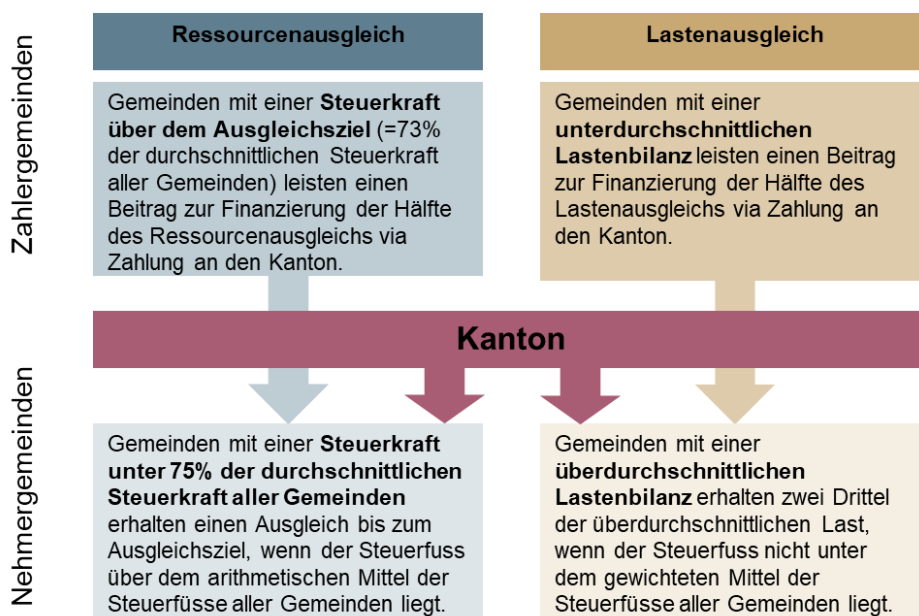 Zahlergemeinden
Ressourcenausgleich
Gemeinden mit einer Steuerkraft
über dem Ausgleichsziel (=73%
der durchschnittlichen Steuerkraft
aller Gemeinden) leisten einen
Beitrag zur Finanzierung der Hälfte
des Ressourcenausgleichs via
Zahlung an den Kanton.
Lastenausgleich
Gemeinden mit einer
unterdurchschnittlichen
Lastenbilanz leisten einen Beitrag
zur Finanzierung der Hälfte des
Lastenausgleichs via Zahlung an
den Kanton.
Kanton
Nehmergemeinden
Gemeinden mit einer Steuerkraft
unter 75% der durchschnittlichen
Steuerkraft aller Gemeinden
erhalten einen Ausgleich bis zum
Ausgleichsziel, wenn der Steuerfuss
über dem arithmetischen Mittel der
Steuerfüsse aller Gemeinden liegt.
Gemeinden mit einer
überdurchschnittlichen
Lastenbilanz erhalten zwei Drittel
der überdurchschnittlichen Last,
wenn der Steuerfuss nicht unter
dem gewichteten Mittel der
Steuerfüsse aller Gemeinden liegt.